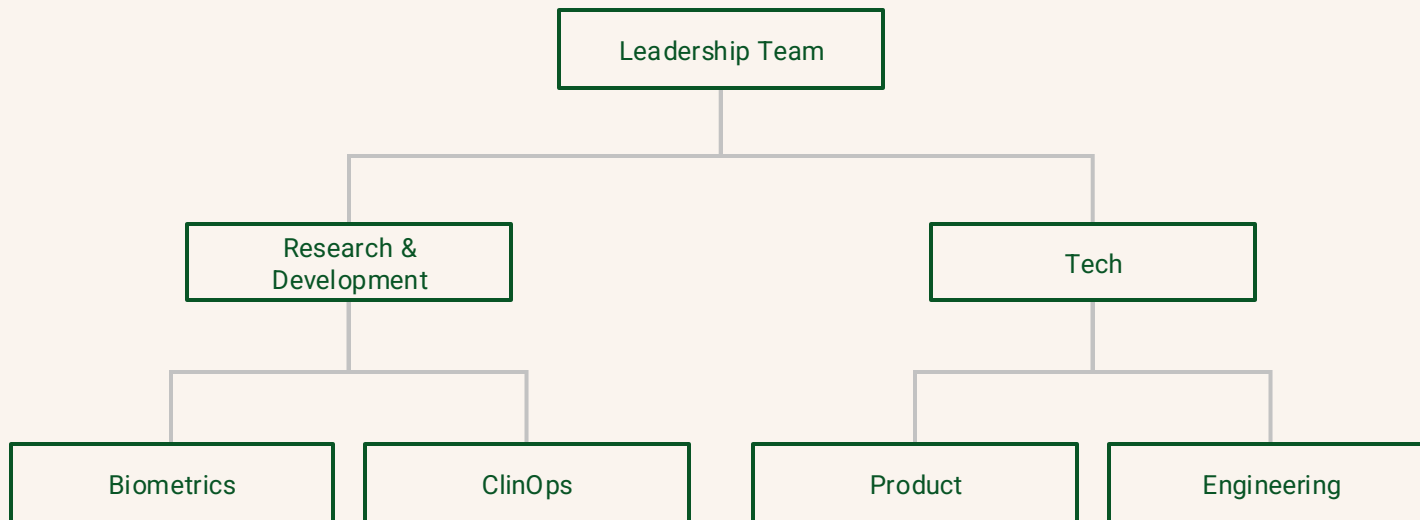 Leadership Team
Research &
Development
Tech
Biometrics
ClinOps
Product
Engineering